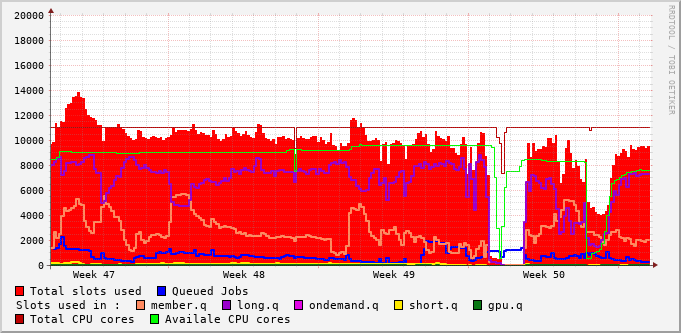 20000
18000
16000
14000
12000
10000
8000
6000
4000
2000
0
Week 47 Week 48 Week 49 Week 50
Total slots used Queued Jobs
Slots used in : member.q long.q ondemand.q short.q gpu.q
Total CPU cores Availale CPU cores
RRDTOOL / TOBI OETIKER